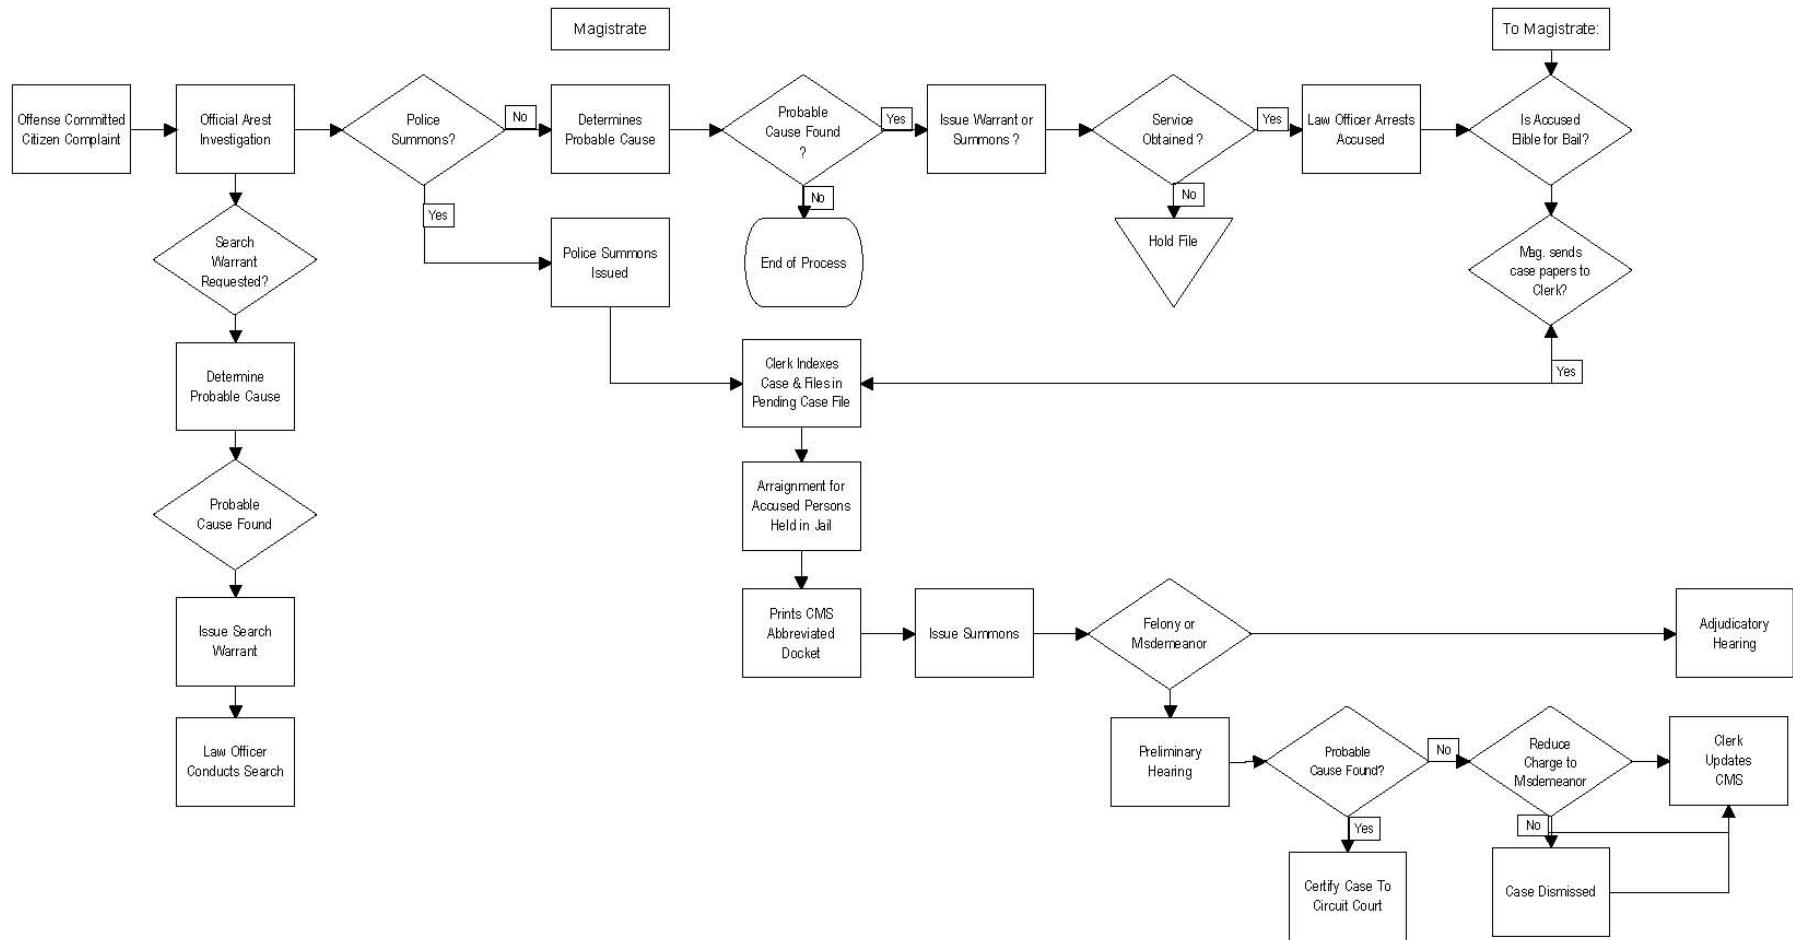 Magistrate
To Magistrate:
Offense Committed
Citizen Complaint
Official Arest
Investigation
Police
Summons?
No
Determines
Probable Cause
Probable
Cause Found
?
Yes
Issue Warrant or
Summons ?
Service
Obtained ?
Yes
Law Officer Arrests
Accused
Is Accused
Elible for Bail?
Yes
No
No
Search
Warrant
Requested?
Police Summons
Issued
End of Process
Hold File
Mag. sends
case papers to
Clerk?
Determine
Probable Cause
Clerk Indexes
Case & Files in
Pending Case File
Yes
Probable
Cause Found
Arraignment for
Accused Persons
Held in Jail
Issue Search
Warrant
Prints CMS
Abbreviated
Docket
Issue Summons
Felony or
Msdemeanor
Adjudicatory
Hearing
Law Officer
Conducts Search
Preliminary
Hearing
Probable
Cause Found?
No
Reduce
Charge to
Msdemeanor
Clerk
Updates
CMS
Yes
No
Certify Case To
Circuit Court
Case Dismissed